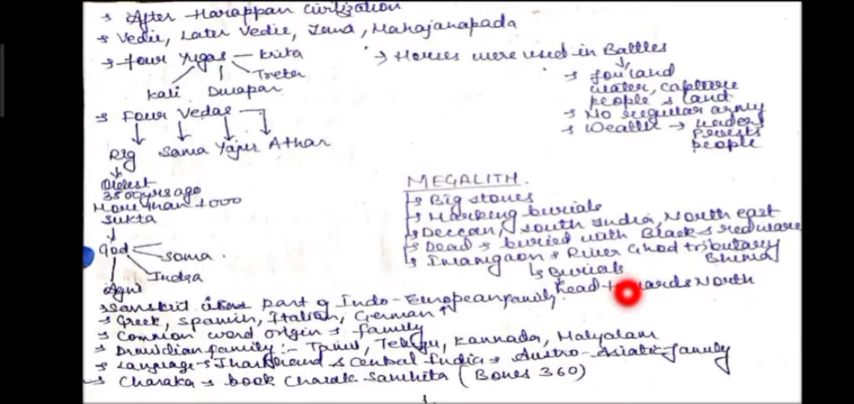 → After Harappan Civilization
→ Vedic, Later Vedic, Jana, Mahajanapada
→ four Yugas — Krita
Treta
Kali Dwapar
→ Four Vedas
Rig Sama Yajur Athar
Oldest
3500 years ago
More than 1000
Sukta
God
Soma
Indra
Agni
→ Horses were used in Battles
→ for land
water, capture
people & land
→ No regular army
→ Wealth →
Priests
people
MEGALITH
→ Big stones
→ Marking burials
→ Deccan, South India, North east
→ Dead → buried with Black & redware
→ Inamgaon → River Ghod tributary
Bhima
↳ Burials
Head towards North
Sanskrit part of Indo-European family.
→ Greek, Spanish, Italian, German
→ Common word origin → family
→ Dravidian family :- Tamil, Telugu, Kannada, Malyalam
→ Language → Jharkhand & Central India → Austro-Asiatic family
→ Charaka → book Charak Samhita (Bones 360)